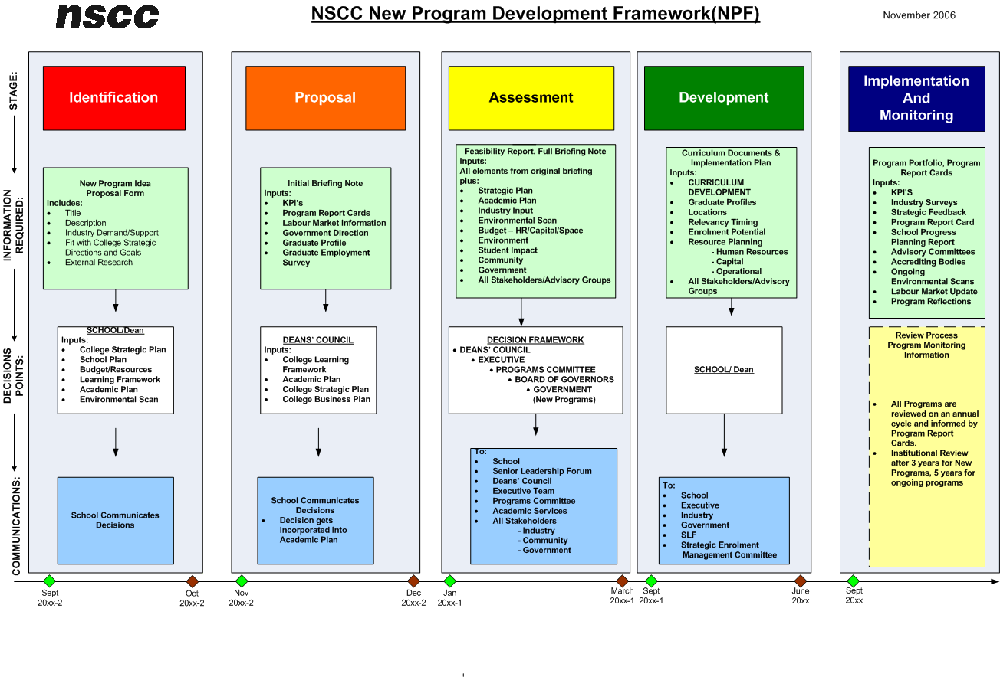 nscc
NSCC New Program Development Framework(NPF)
November 2006
STAGE:
INFORMATION
REQUIRED:
DECISIONS
POINTS:
COMMUNICATIONS:
Identification
New Program Idea
Proposal Form
Includes:
• Title
• Description
• Industry Demand/Support
• Fit with College Strategic
Directions and Goals
• External Research
SCHOOL/Dean
Inputs:
• College Strategic Plan
• School Plan
• Budget/Resources
• Learning Framework
• Academic Plan
• Environmental Scan
School Communicates
Decisions
Proposal
Initial Briefing Note
Inputs:
• KPI's
• Program Report Cards
• Labour Market Information
• Government Direction
• Graduate Profile
• Graduate Employment
Survey
DEANS' COUNCIL
Inputs:
• College Learning
Framework
• Academic Plan
• College Strategic Plan
• College Business Plan
School Communicates
Decisions
• Decision gets
incorporated into
Academic Plan
Assessment
Feasibility Report, Full Briefing Note
Inputs:
All elements from original briefing
plus:
• Strategic Plan
• Academic Plan
• Industry Input
• Environmental Scan
• Budget – HR/Capital/Space
• Environment
• Student Impact
• Community
• Government
• All Stakeholders/Advisory Groups
DECISION FRAMEWORK
• DEANS' COUNCIL
• EXECUTIVE
• PROGRAMS COMMITTEE
• BOARD OF GOVERNORS
• GOVERNMENT
(New Programs)
To:
• School
• Senior Leadership Forum
• Deans' Council
• Executive Team
• Programs Committee
• Academic Services
• All Stakeholders
- Industry
- Community
- Government
Development
Curriculum Documents &
Implementation Plan
Inputs:
• CURRICULUM
DEVELOPMENT
• Graduate Profiles
• Locations
• Relevancy Timing
• Enrolment Potential
• Resource Planning
- Human Resources
- Capital
- Operational
• All Stakeholders/Advisory
Groups
SCHOOL/ Dean
To:
• School
• Executive
• Industry
• Government
• SLF
• Strategic Enrolment
Management Committee
Implementation
And
Monitoring
Program Portfolio, Program
Report Cards
Inputs:
• KPI'S
• Industry Surveys
• Strategic Feedback
• Program Report Card
• School Progress
Planning Report
• Advisory Committees
• Accrediting Bodies
• Ongoing
Environmental Scans
• Labour Market Update
• Program Reflections
Review Process
Program Monitoring
Information
• All Programs are
reviewed on an annual
cycle and informed by
Program Report
Cards.
• Institutional Review
after 3 years for New
Programs, 5 years for
ongoing programs
Sept
20xx-2
Oct
20xx-2
Nov
20xx-2
Dec
20xx-2
Jan
20xx-1
March
20xx-1
Sept
20xx-1
June
20xx
Sept
20xx